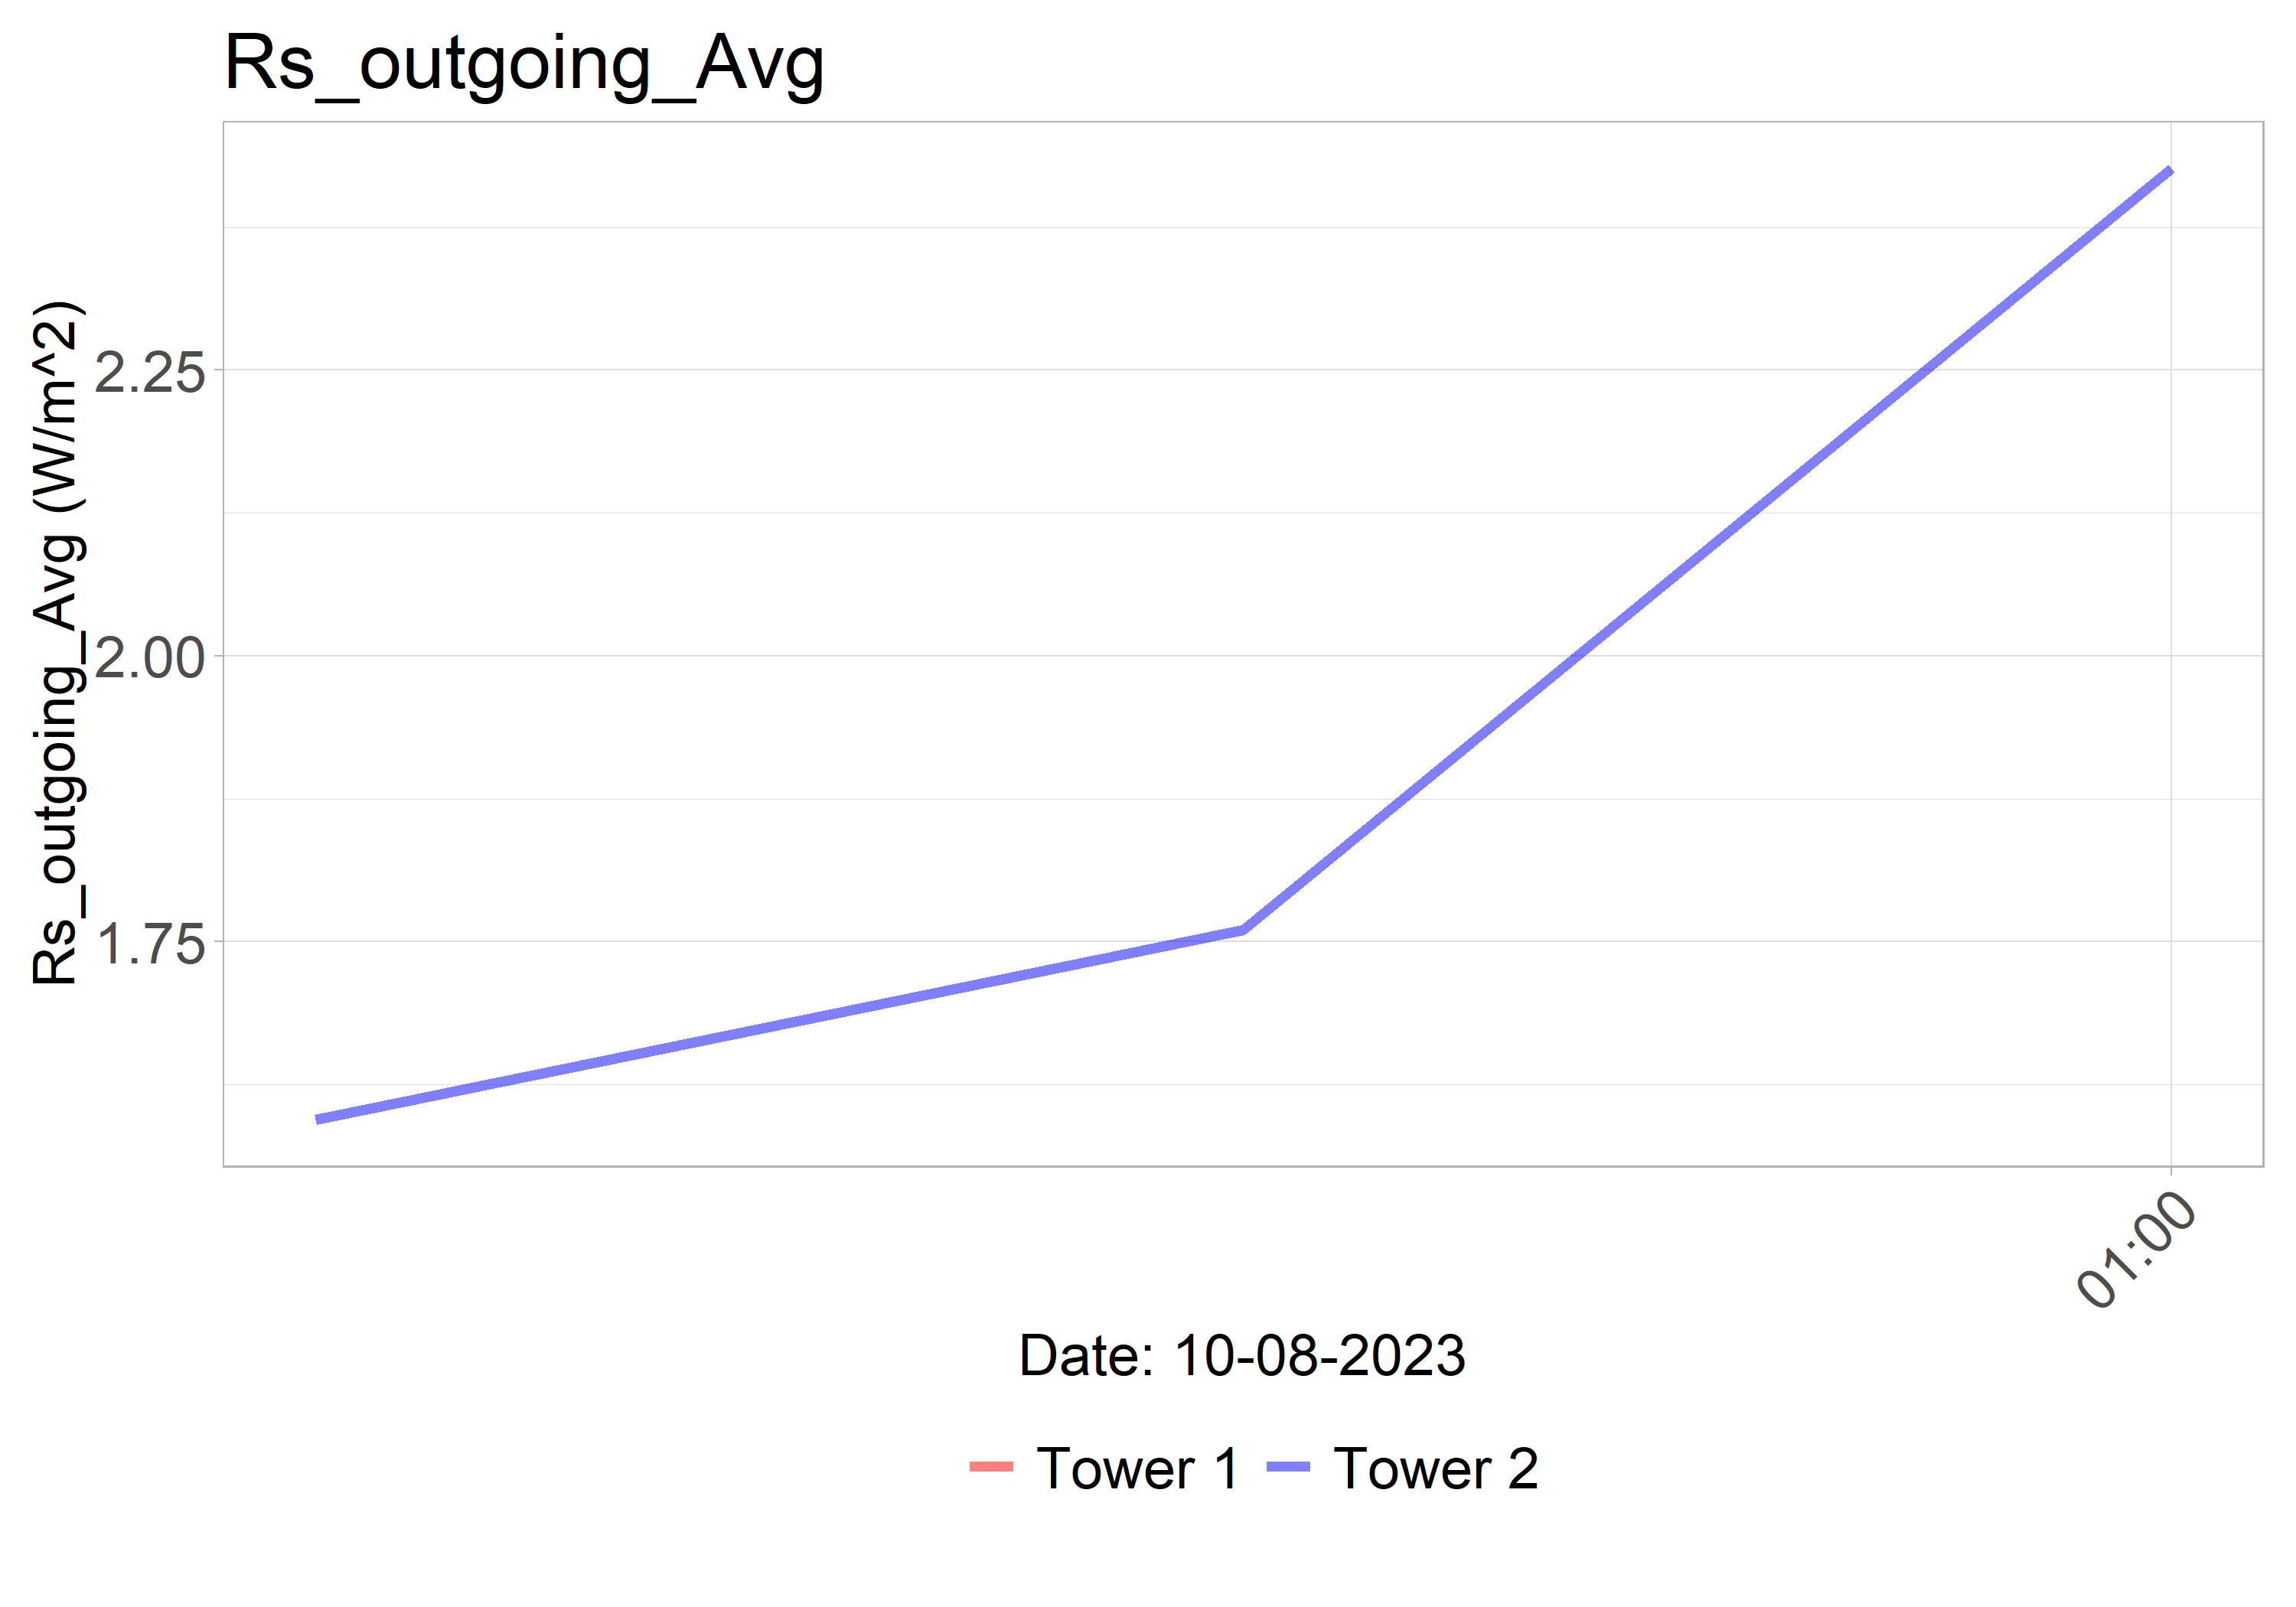 Rs_outgoing_Avg
Rs_outgoing_Avg (W/m^2)
2.25
2.00
1.75
01:00
Date: 10-08-2023
Tower 1 Tower 2